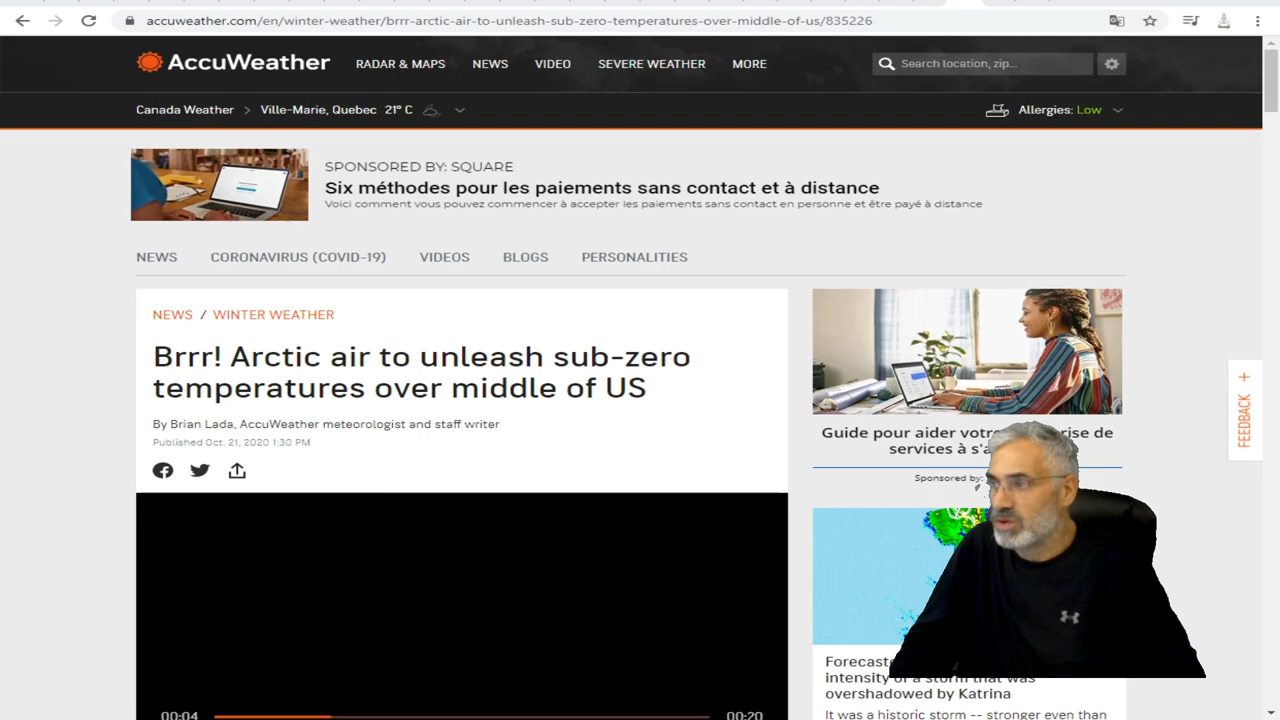 accuweather.com/en/winter-weather/brrr-arctic-air-to-unleash-sub-zero-temperatures-over-middle-of-us/835226
AccuWeather RADAR & MAPS NEWS VIDEO SEVERE WEATHER MORE Search location, zip...
Canada Weather > Ville-Marie, Quebec 21° C Allergies: Low
SPONSORED BY: SQUARE
Six méthodes pour les paiements sans contact et à distance
Voici comment vous pouvez commencer à accepter les paiements sans contact en personne et être payé à distance
NEWS CORONAVIRUS (COVID-19) VIDEOS BLOGS PERSONALITIES
NEWS / WINTER WEATHER
Brrr! Arctic air to unleash sub-zero
temperatures over middle of US
By Brian Lada, AccuWeather meteorologist and staff writer
Published Oct. 21, 2020 1:30 PM
00:04 00:20
Guide pour aider de
services à
Sponsored by:
intensity of a storm that was
overshadowed by Katrina
It was a historic storm -- stronger even than
FEEDBACK +